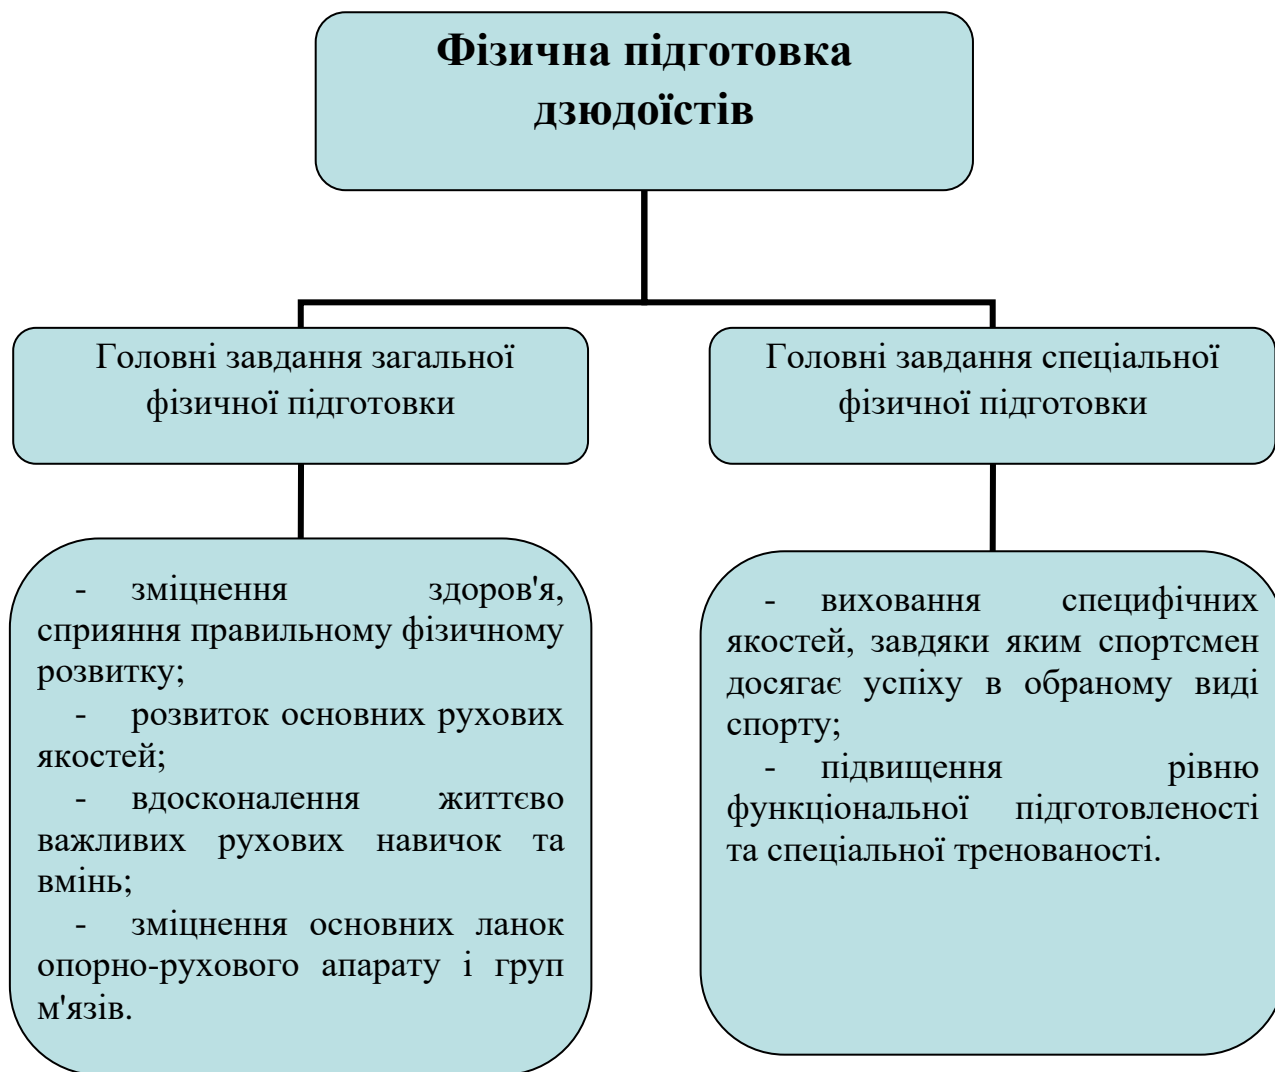 Фізична підготовка
дзюдоїстів
Головні завдання загальної
фізичної підготовки
Головні завдання спеціальної
фізичної підготовки
- зміцнення здоров'я,
сприяння правильному фізичному
розвитку;
- розвиток основних рухових
якостей;
- вдосконалення життєво
важливих рухових навичок та
вмінь;
- зміцнення основних ланок
опорно-рухового апарату і груп
м'язів.
- виховання специфічних
якостей, завдяки яким спортсмен
досягає успіху в обраному виді
спорту;
- підвищення рівню
функціональної підготовленості
та спеціальної тренованості.